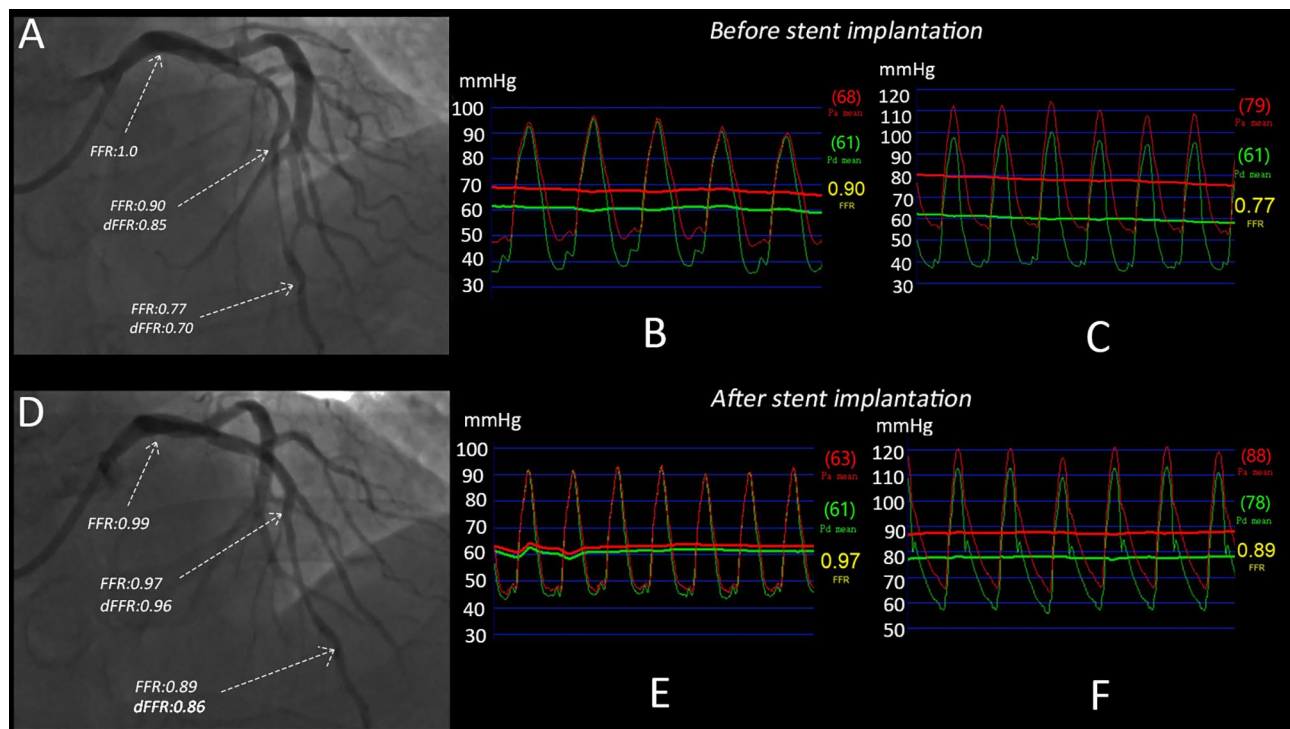 A
FFR:1.0
FFR:0.90
dFFR:0.85
FFR:0.77
dFFR:0.70
Before stent implantation
mmHg
100
90
80
70
60
50
40
30
(68)
Pa mean
(61)
Pd mean
0.90
FFR
B
mmHg
120
110
100
90
80
70
60
50
40
30
(79)
Pa mean
(61)
Pd mean
0.77
FFR
C
D
FFR:0.99
FFR:0.97
dFFR:0.96
FFR:0.89
dFFR:0.86
After stent implantation
mmHg
100
90
80
70
60
50
40
30
(63)
Pa mean
(61)
Pd mean
0.97
FFR
E
mmHg
120
110
100
90
80
70
60
50
(88)
Pa mean
(78)
Pd mean
0.89
FFR
F